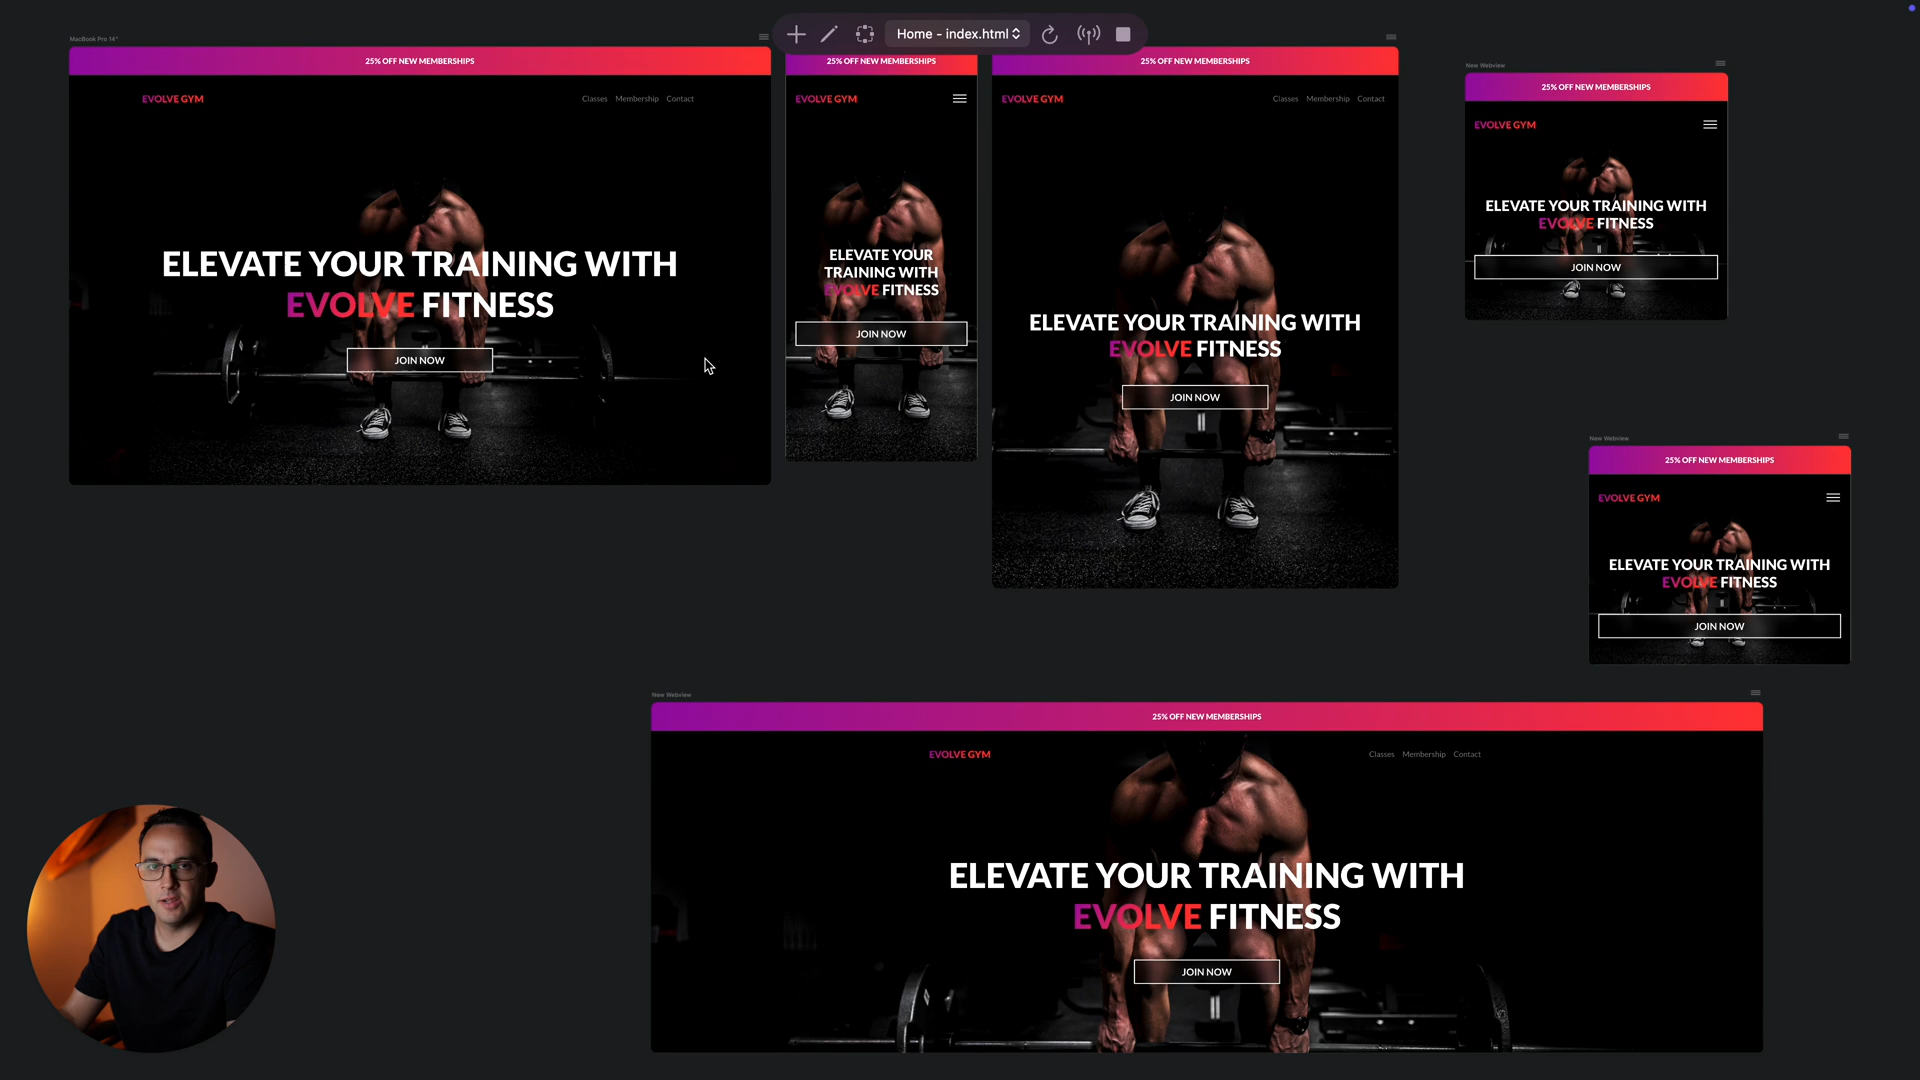 Home - index.html
MacBook Pro 14"
25% OFF NEW MEMBERSHIPS
EVOLVE GYM
Classes Membership Contact
ELEVATE YOUR TRAINING WITH
EVOLVE FITNESS
JOIN NOW
25% OFF NEW MEMBERSHIPS
EVOLVE GYM
ELEVATE YOUR
TRAINING WITH
EVOLVE FITNESS
JOIN NOW
25% OFF NEW MEMBERSHIPS
EVOLVE GYM
Classes Membership Contact
ELEVATE YOUR TRAINING WITH
EVOLVE FITNESS
JOIN NOW
New Webview
25% OFF NEW MEMBERSHIPS
EVOLVE GYM
ELEVATE YOUR TRAINING WITH
EVOLVE FITNESS
JOIN NOW
New Webview
25% OFF NEW MEMBERSHIPS
EVOLVE GYM
ELEVATE YOUR TRAINING WITH
EVOLVE FITNESS
JOIN NOW
New Webview
25% OFF NEW MEMBERSHIPS
EVOLVE GYM
Classes Membership Contact
ELEVATE YOUR TRAINING WITH
EVOLVE FITNESS
JOIN NOW